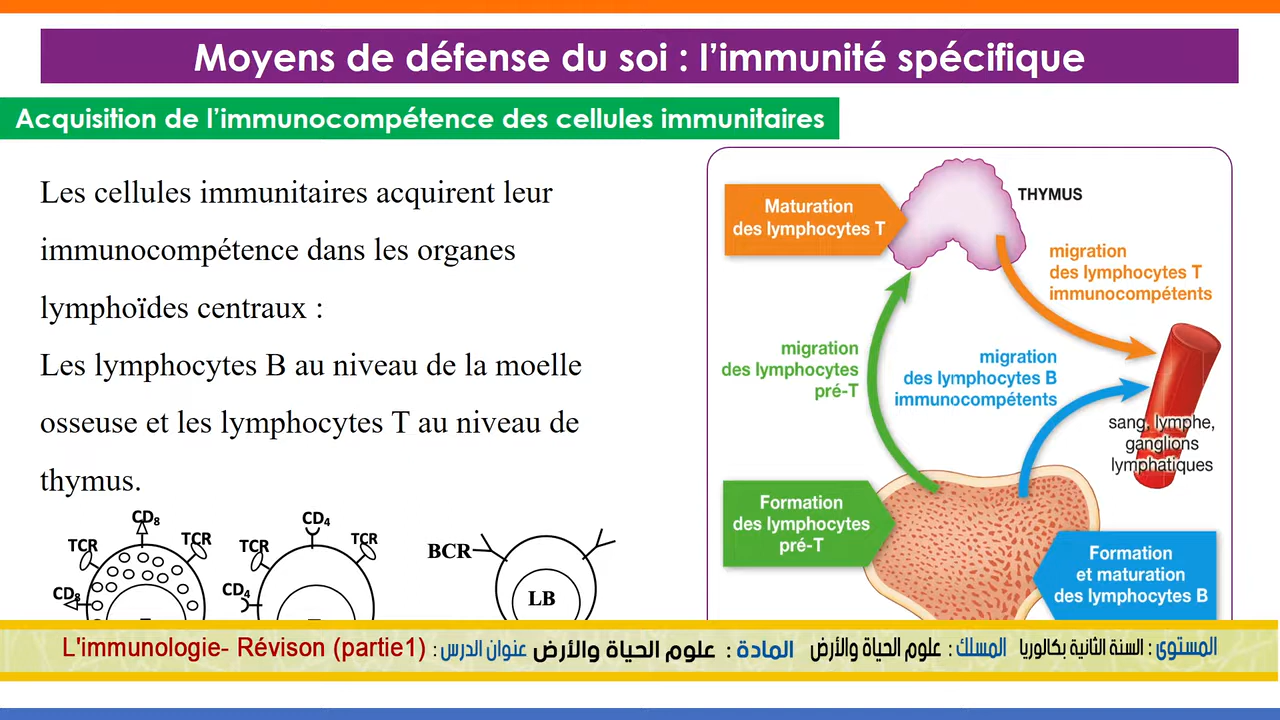 Moyens de défense du soi : l’immunité spécifique
Acquisition de l’immunocompétence des cellules immunitaires
Les cellules immunitaires acquirent leur
immunocompétence dans les organes
lymphoïdes centraux :
Les lymphocytes B au niveau de la moelle
osseuse et les lymphocytes T au niveau de
thymus.
CD8
TCR
TCR
CD8
CD4
TCR
TCR
CD4
BCR
LB
THYMUS
Maturation
des lymphocytes T
migration
des lymphocytes T
immunocompétents
migration
des lymphocytes
pré-T
migration
des lymphocytes B
immunocompétents
sang, lymphe,
ganglions
lymphatiques
Formation
des lymphocytes
pré-T
Formation
et maturation
des lymphocytes B
المستوى : السنة الثانية بكالوريا المسلك : علوم الحياة والأرض المادة : علوم الحياة والأرض عنوان الدرس : L'immunologie- Révison (partie1)